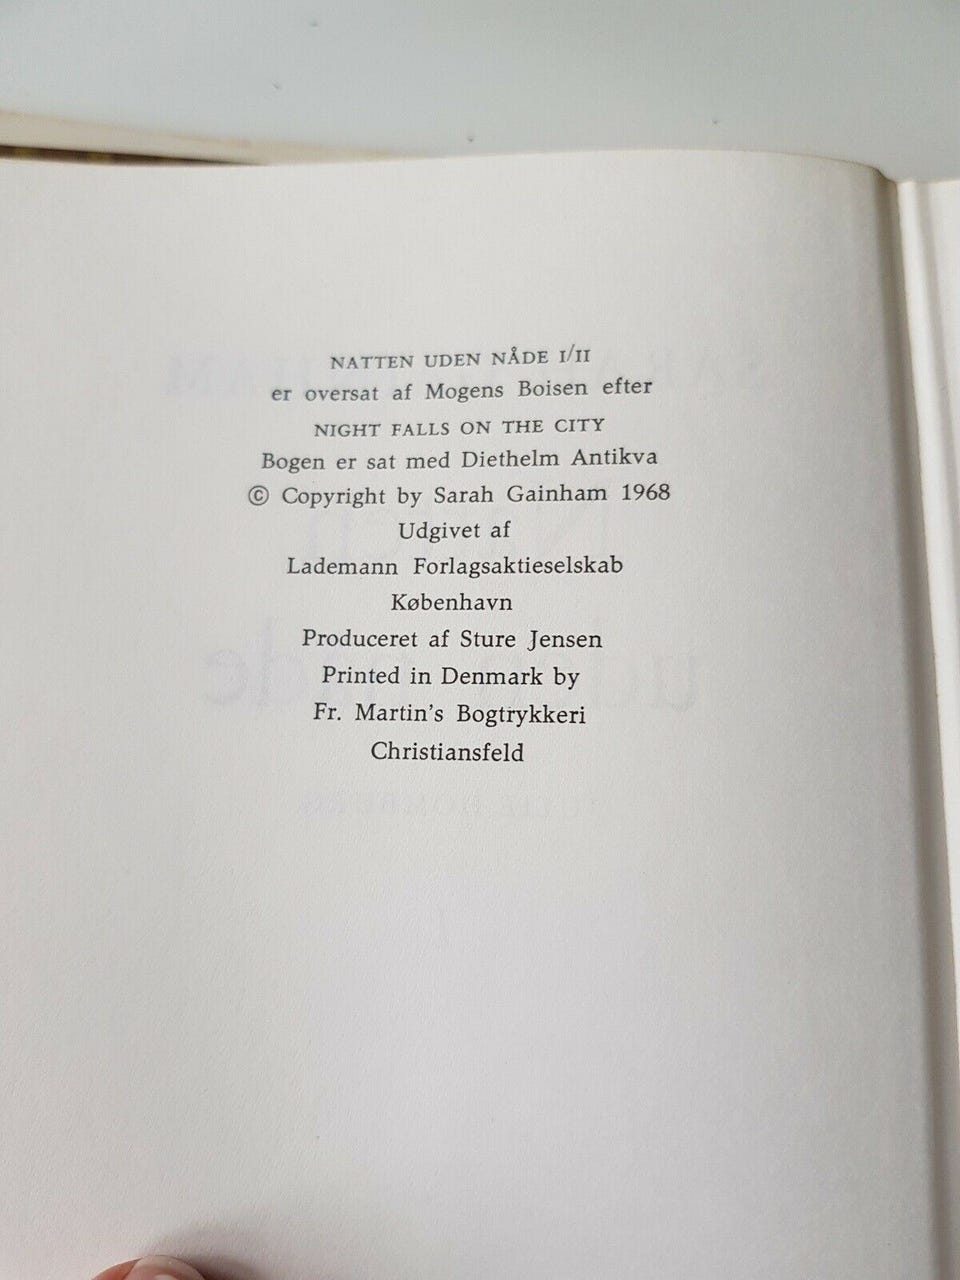 NATTEN UDEN NÅDE I/II
er oversat af Mogens Boisen efter
NIGHT FALLS ON THE CITY
Bogen er sat med Diethelm Antikva
© Copyright by Sarah Gainham 1968
Udgivet af
Lademann Forlagsaktieselskab
København
Produceret af Sture Jensen
Printed in Denmark by
Fr. Martin's Bogtrykkeri
Christiansfeld